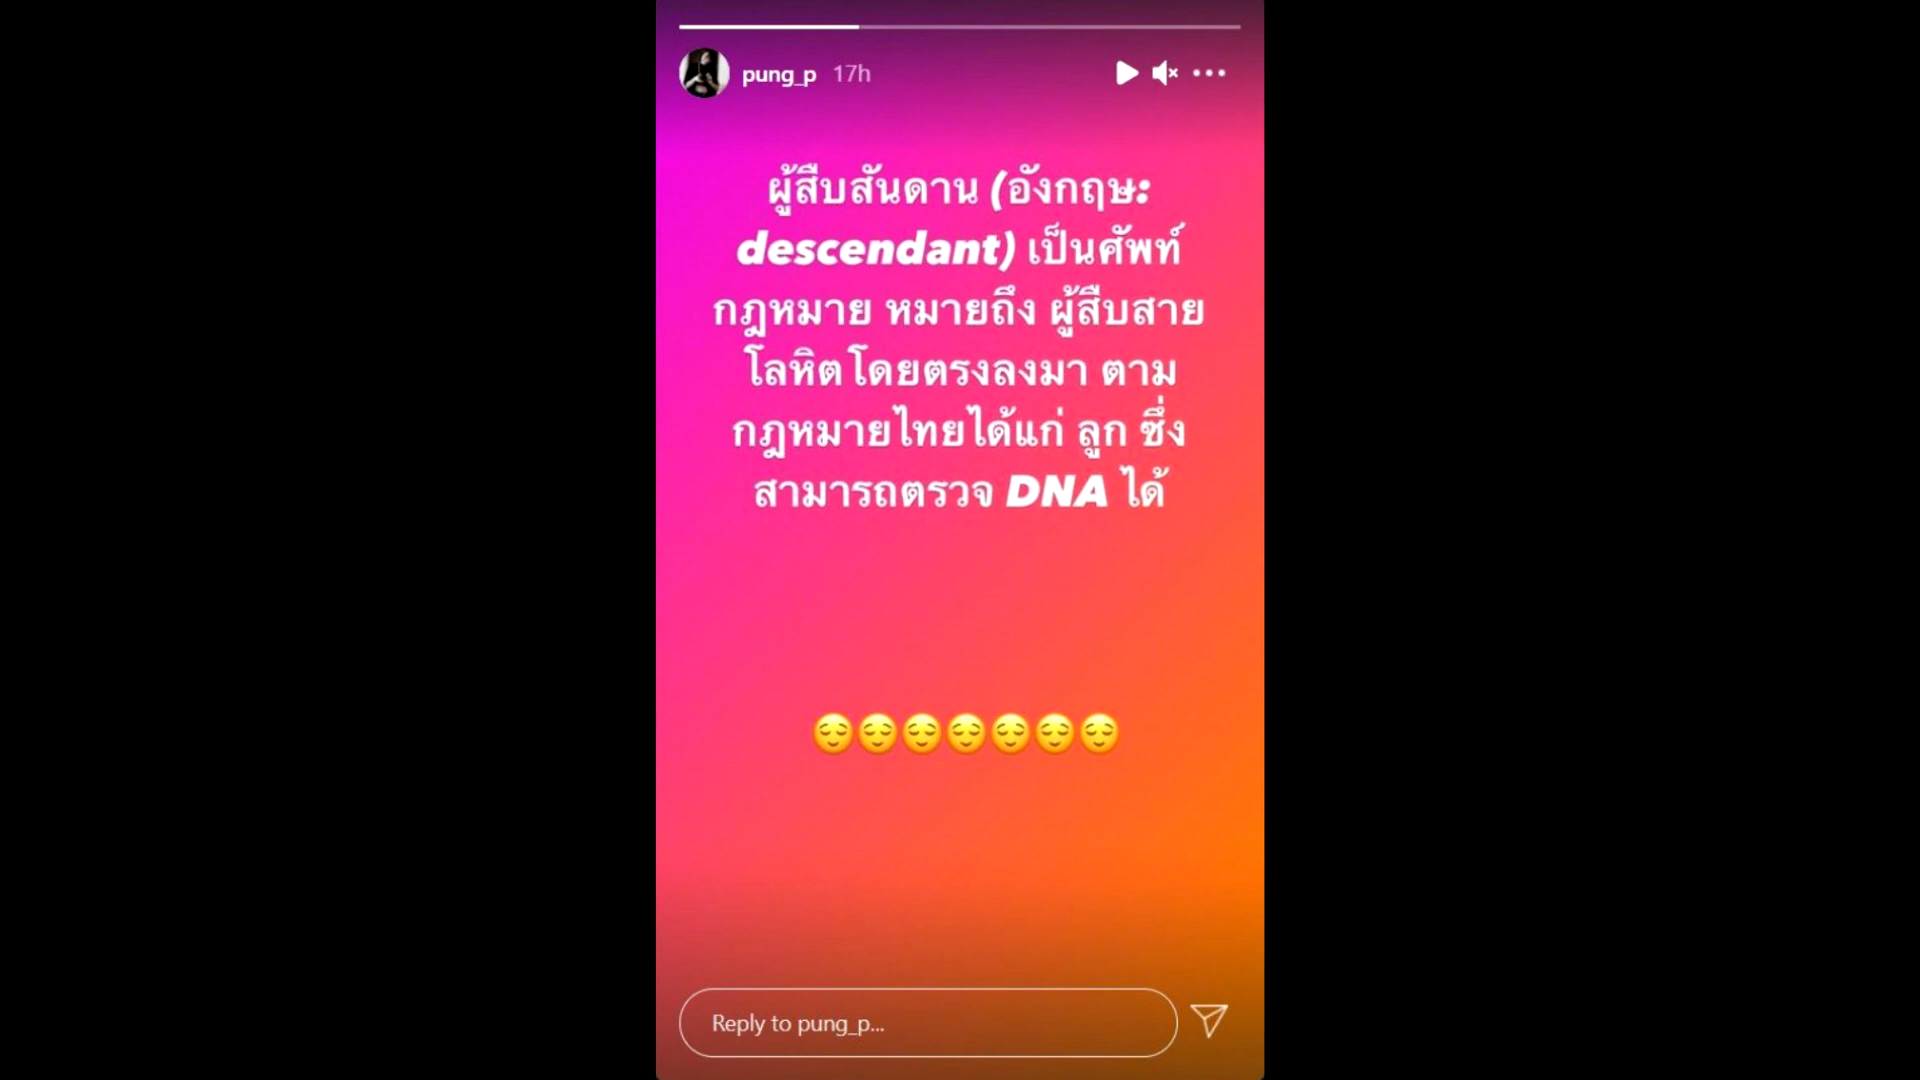 pung_p 17h
ผู้สืบสันดาน (อังกฤษ:
descendant) เป็นศัพท์
กฎหมาย หมายถึง ผู้สืบสาย
โลหิตโดยตรงลงมา ตาม
กฎหมายไทยได้แก่ ลูก ซึ่ง
สามารถตรวจ DNA ได้
😌😌😌😌😌😌😌
Reply to pung_p...